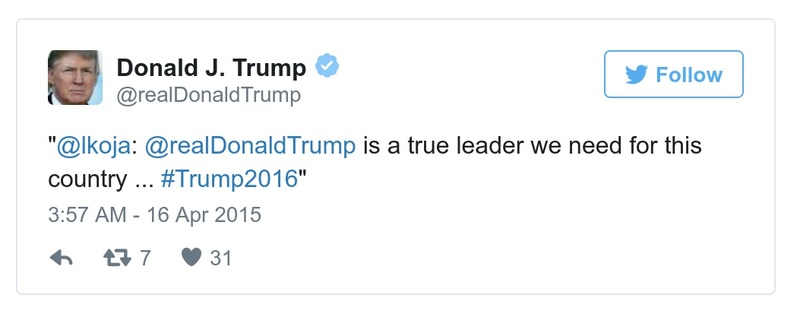 Donald J. Trump
@realDonaldTrump
Follow
"@lkoja: @realDonaldTrump is a true leader we need for this
country ... #Trump2016"
3:57 AM - 16 Apr 2015
7 31